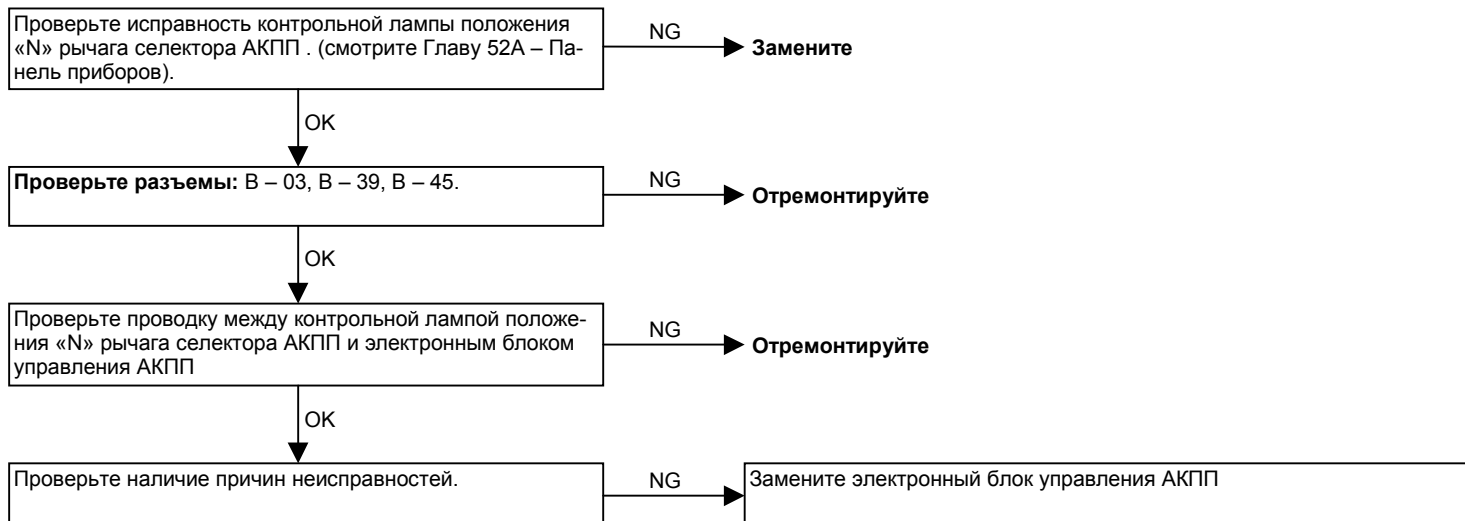 Проверьте исправность контрольной лампы положения
«N» рычага селектора АКПП . (смотрите Главу 52А – Па-
нель приборов).
NG
Замените
OK
Проверьте разъемы: В – 03, В – 39, В – 45.
NG
Отремонтируйте
OK
Проверьте проводку между контрольной лампой положе-
ния «N» рычага селектора АКПП и электронным блоком
управления АКПП
NG
Отремонтируйте
OK
Проверьте наличие причин неисправностей.
NG
Замените электронный блок управления АКПП